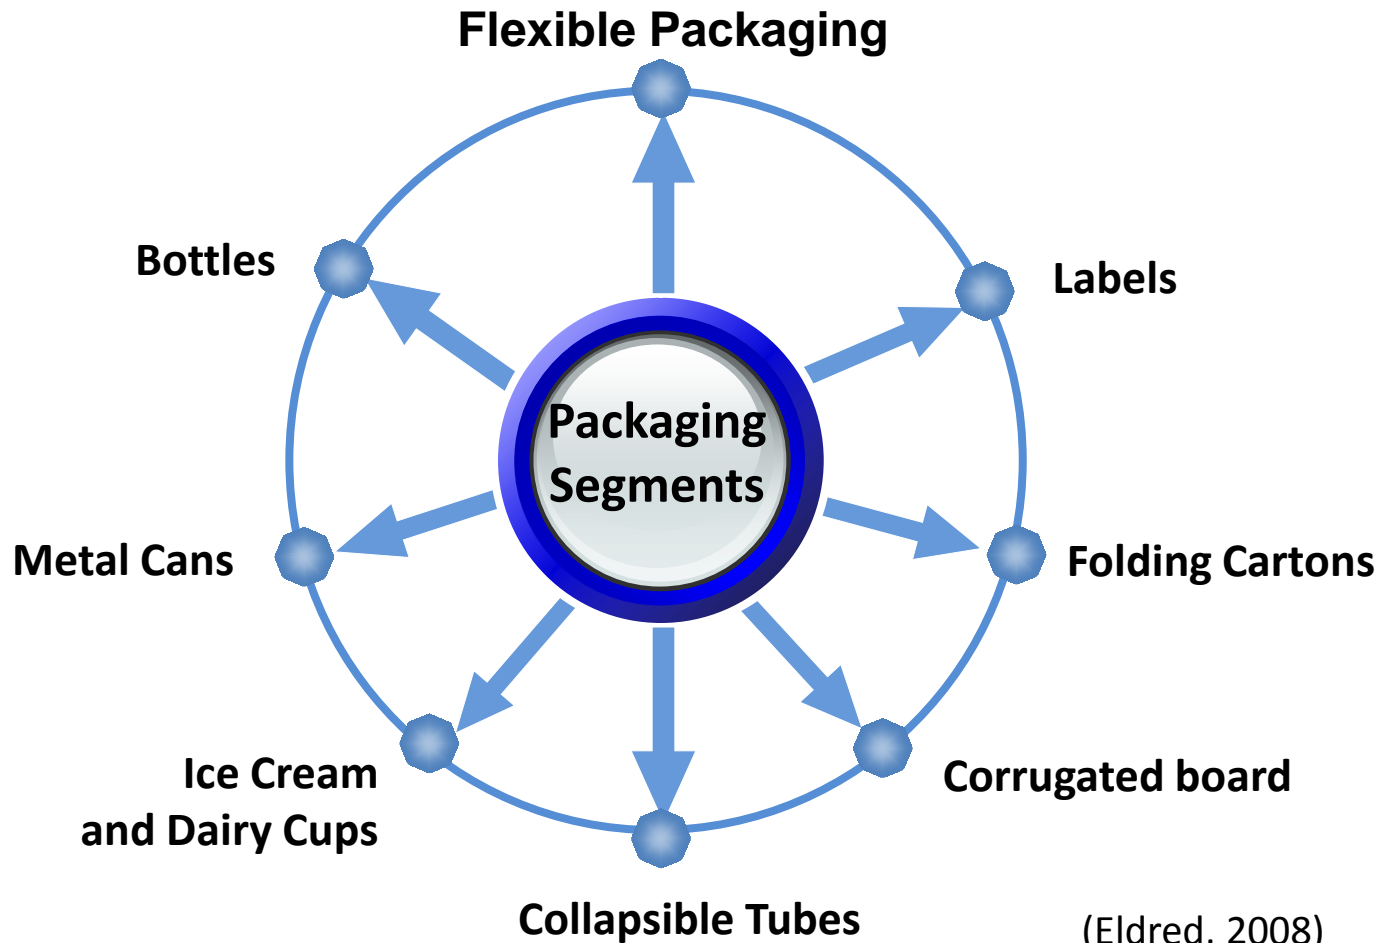 Flexible Packaging
Bottles
Labels
Packaging
Segments
Metal Cans
Folding Cartons
Ice Cream
and Dairy Cups
Corrugated board
Collapsible Tubes
(Eldred, 2008)